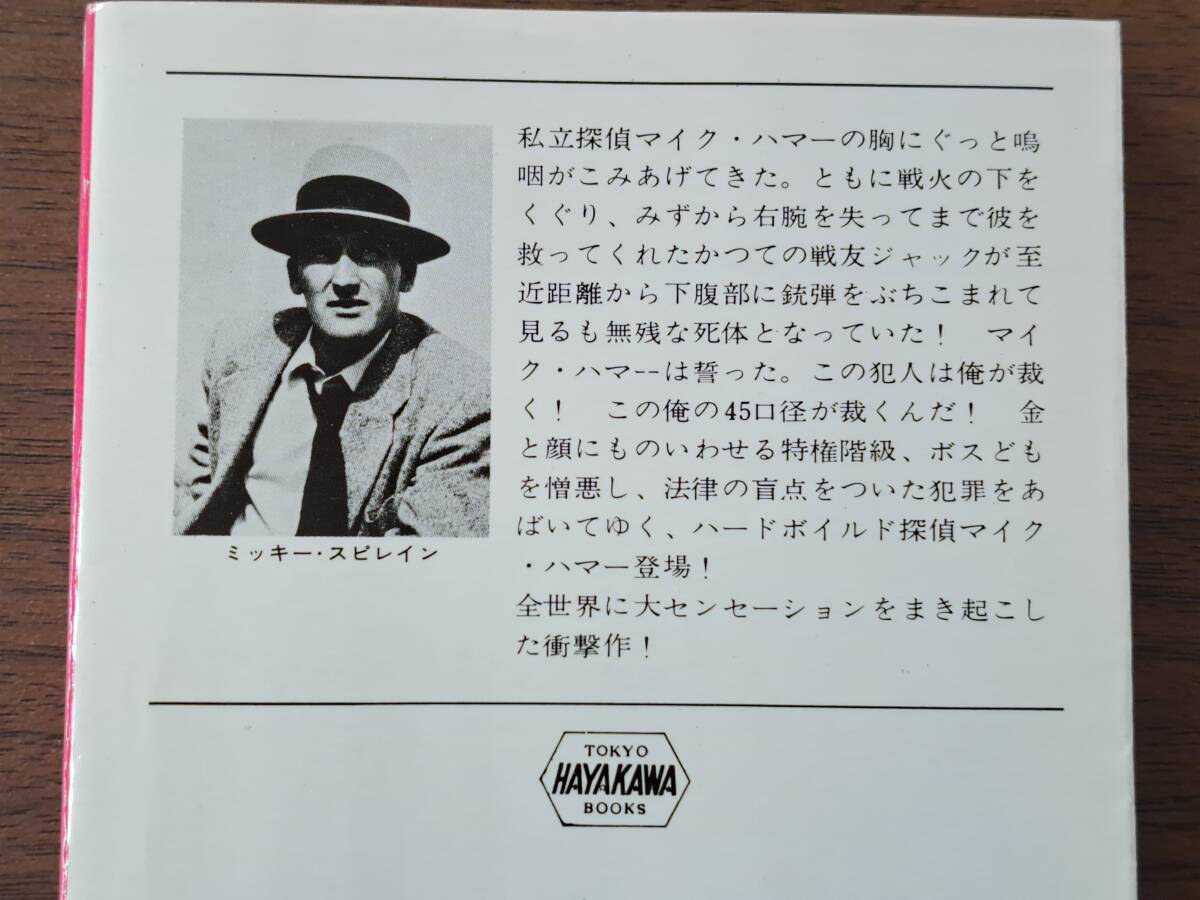 私立探偵マイク・ハマーの胸にぐっと嗚
咽がこみあげてきた。ともに戦火の下を
くぐり、みずから右腕を失ってまで彼を
救ってくれたかつての戦友ジャックが至
近距離から下腹部に銃弾をぶちこまれて
見るも無残な死体となっていた！　マイ
ク・ハマ--は誓った。この犯人は俺が裁
く！　この俺の45口径が裁くんだ！　金
と顔にものいわせる特権階級、ボスども
を憎悪し、法律の盲点をついた犯罪をあ
ばいてゆく、ハードボイルド探偵マイク
・ハマー登場！
全世界に大センセーションをまき起こし
た衝撃作！
ミッキー・スピレイン
TOKYO
HAYAKAWA
BOOKS